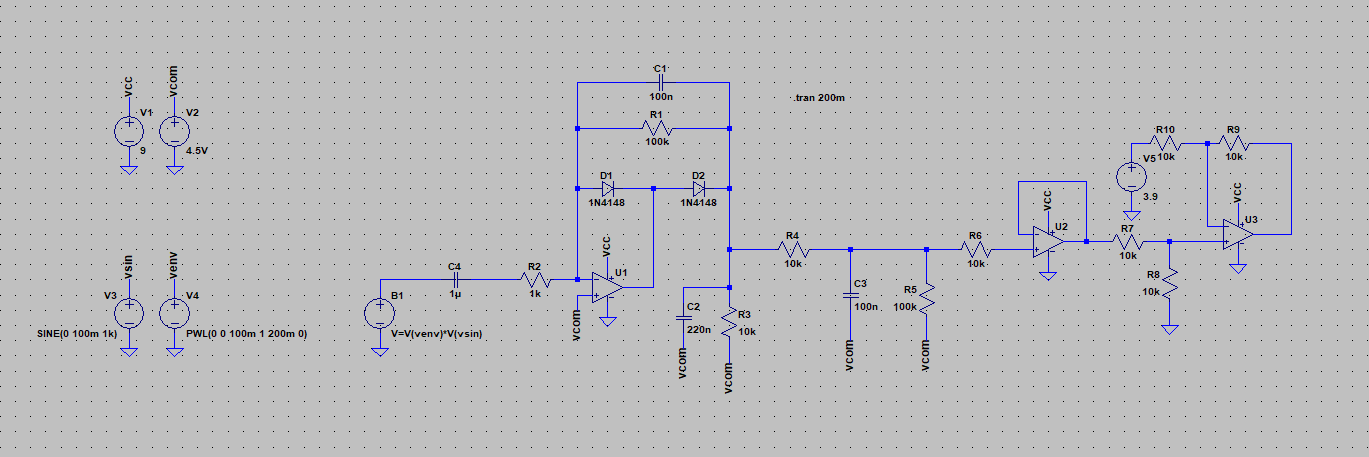 C1
100n
.tran 200m
R1
100k
vcc
vcom
V1
V2
9
4.5V
R10
10k
R9
10k
V5
3.9
D1
1N4148
D2
1N4148
VCC
U2
VCC
U3
R4
10k
R6
10k
R7
10k
VCC
U1
vsin
venv
C4
1µ
R2
1k
V3
V4
B1
SINE(0 100m 1k)
PWL(0 0 100m 1 200m 0)
V=V(venv)*V(vsin)
vcom
C2
220n
R3
10k
C3
100n
R5
100k
R8
10k
vcom
vcom
vcom
vcom